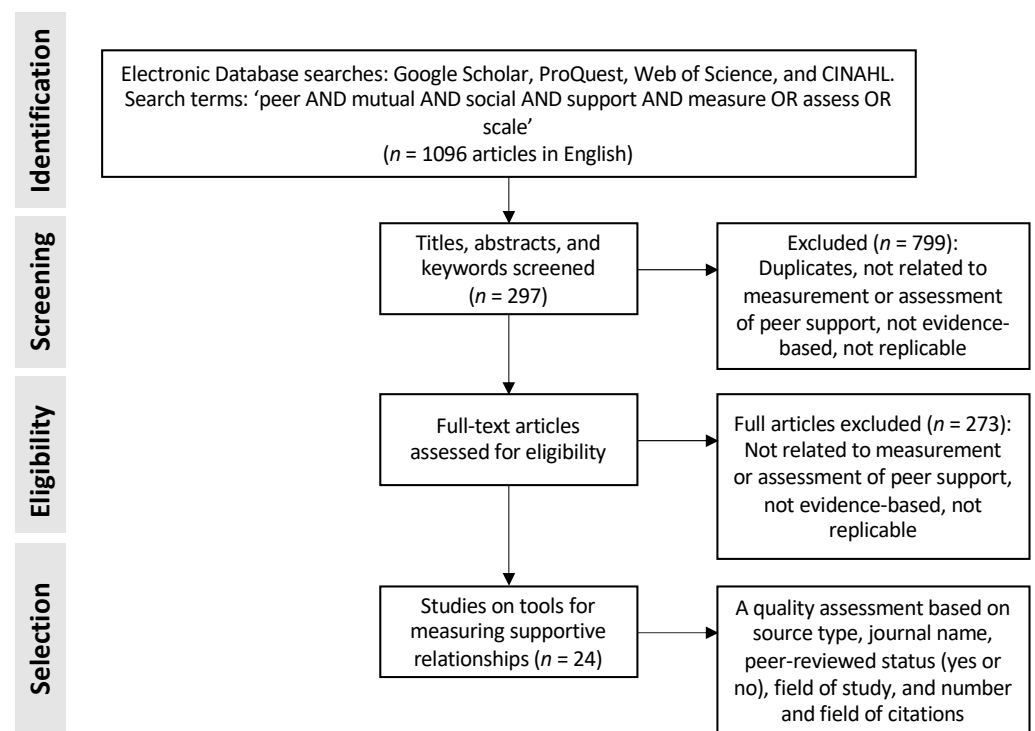 Identification
Electronic Database searches: Google Scholar, ProQuest, Web of Science, and CINAHL.
Search terms: ‘peer AND mutual AND social AND support AND measure OR assess OR
scale’
(n = 1096 articles in English)
Screening
Titles, abstracts, and
keywords screened
(n = 297)
Excluded (n = 799):
Duplicates, not related to
measurement or assessment
of peer support, not evidence-
based, not replicable
Eligibility
Full-text articles
assessed for eligibility
Full articles excluded (n = 273):
Not related to measurement
or assessment of peer support,
not evidence-based, not
replicable
Selection
Studies on tools for
measuring supportive
relationships (n = 24)
A quality assessment based on
source type, journal name,
peer-reviewed status (yes or
no), field of study, and number
and field of citations